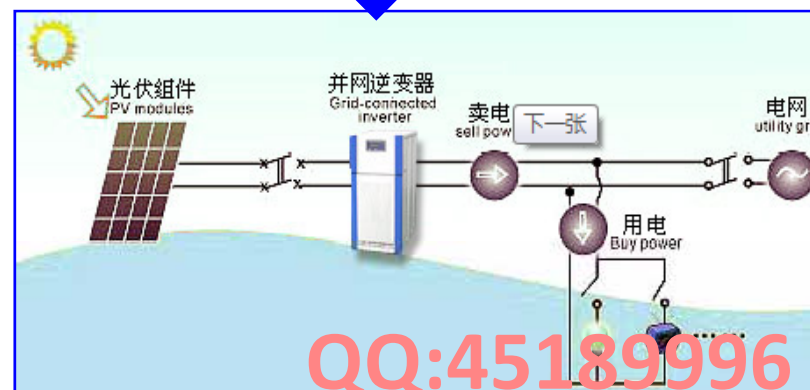 光伏组件
PV modules
并网逆变器
Grid-connected
inverter
卖电
sell pow
下一张
电网
utility gr
用电
Buy power
QQ:45189996